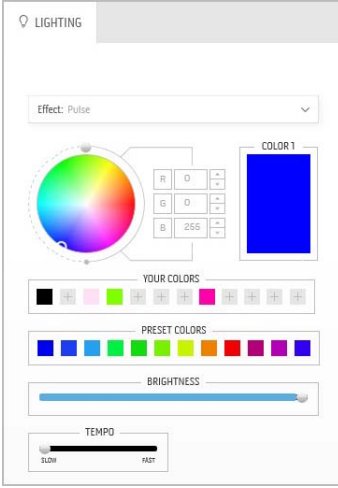 LIGHTING
Effect: Pulse
COLOR 1
R 0
G 0
B 255
YOUR COLORS
PRESET COLORS
BRIGHTNESS
TEMPO
SLOW FAST